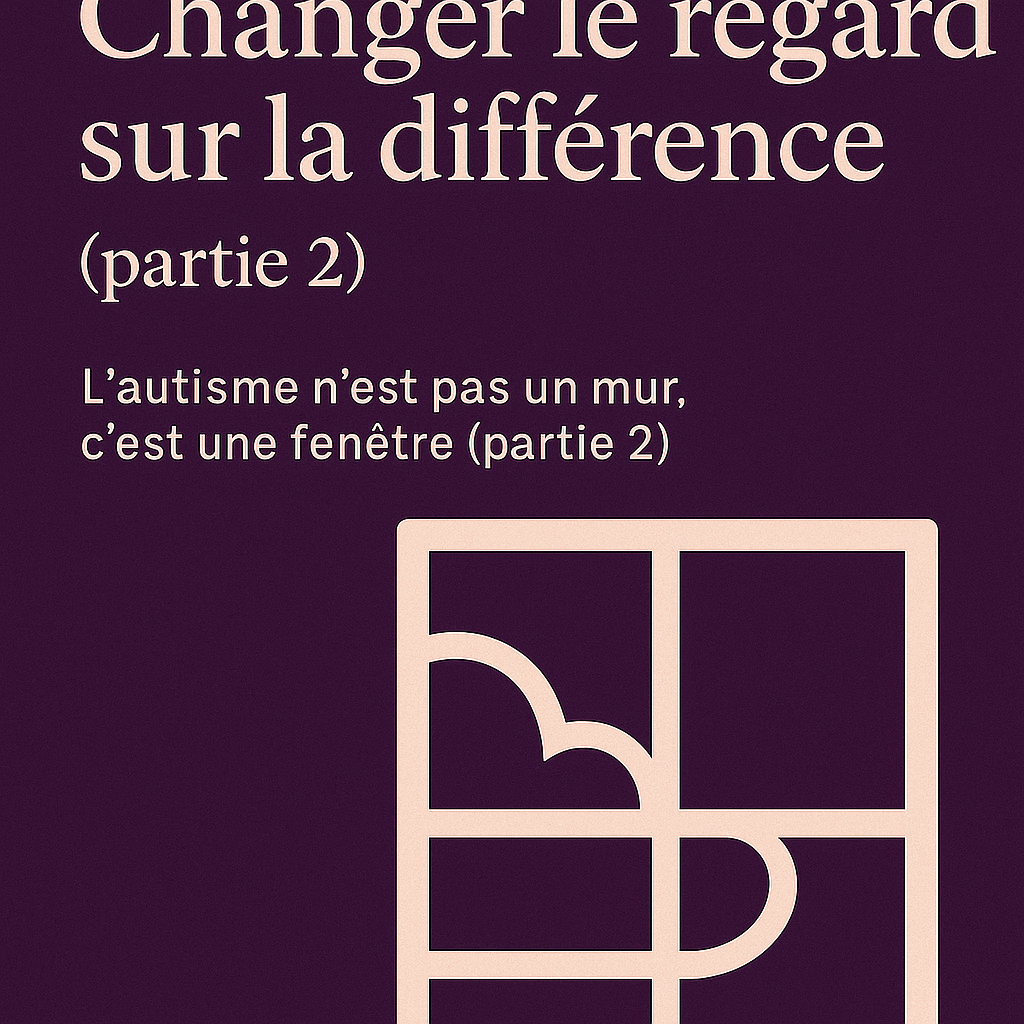 Changer le regard
sur la différence
(partie 2)
L’autisme n’est pas un mur,
c’est une fenêtre (partie 2)